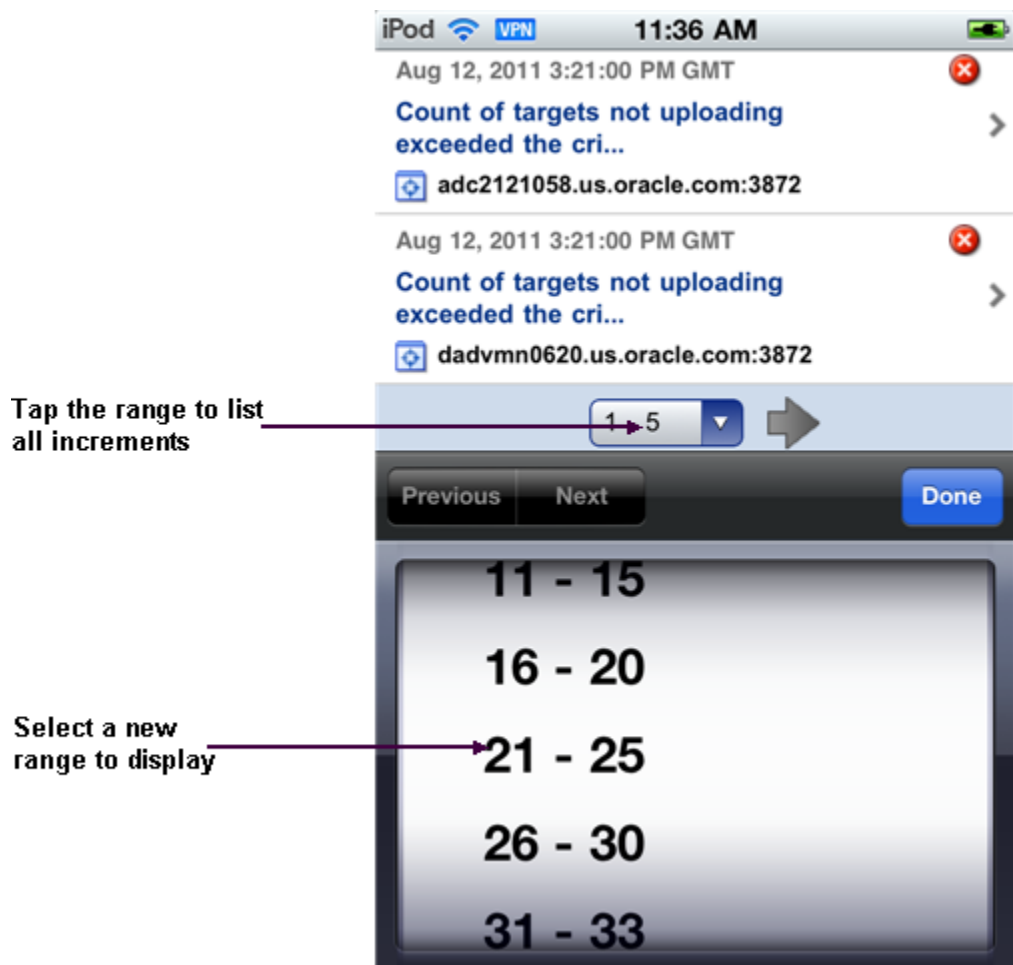 iPod VPN 11:36 AM
Aug 12, 2011 3:21:00 PM GMT
Count of targets not uploading
exceeded the cri...
adc2121058.us.oracle.com:3872
Aug 12, 2011 3:21:00 PM GMT
Count of targets not uploading
exceeded the cri...
dadvmn0620.us.oracle.com:3872
Tap the range to list
all increments
1 - 5
Previous Next Done
11 - 15
16 - 20
Select a new
range to display
21 - 25
26 - 30
31 - 33